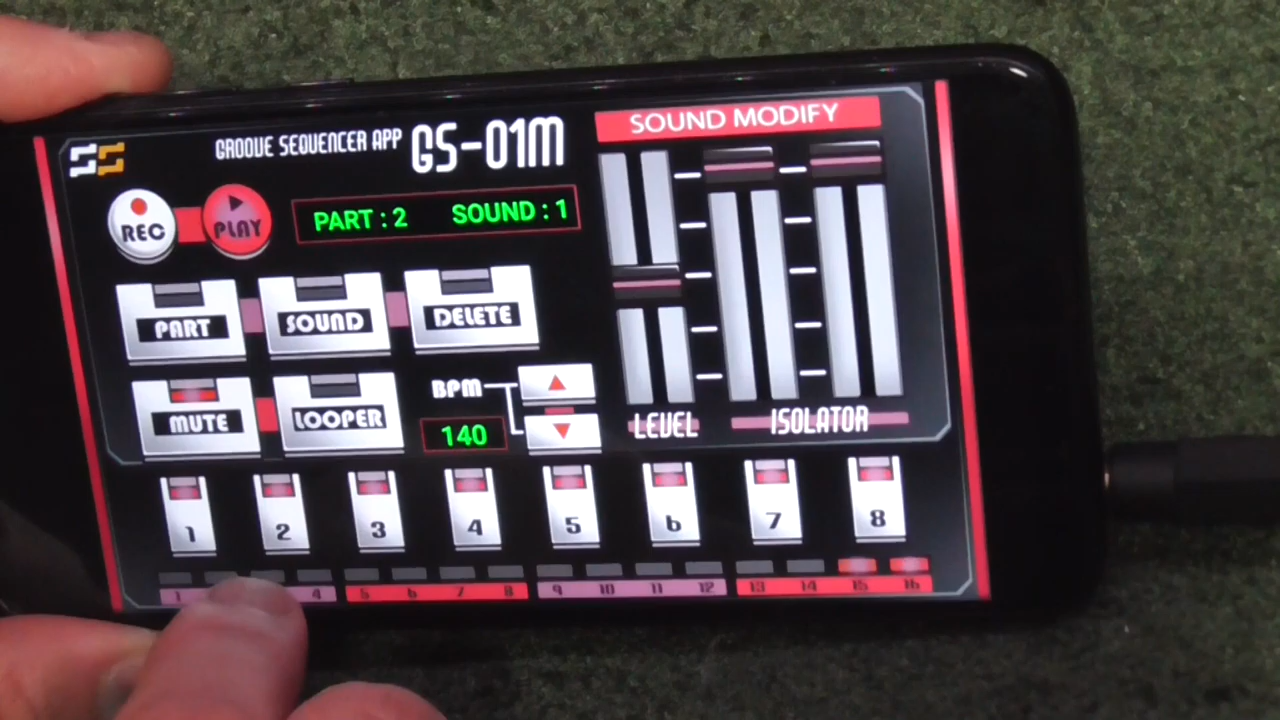 GROOVE SEQUENCER APP GS-01M
SOUND MODIFY
REC PLAY
PART : 2 SOUND : 1
PART SOUND DELETE
MUTE LOOPER
BPM
140
LEVEL ISOLATOR
1 2 3 4 5 6 7 8
1 4 5 6 7 8 9 10 11 12 13 14 15 16